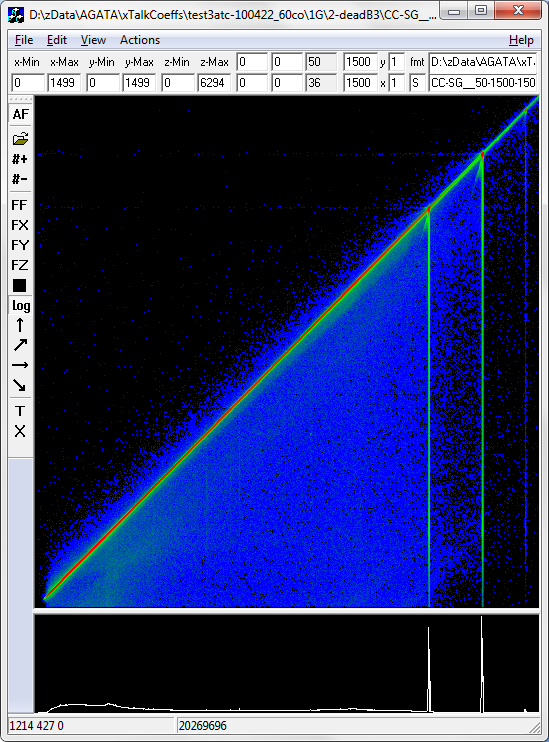 D:\zData\AGATA\xTalkCoeffs\test3atc-100422_60co\1G\2-deadB3\CC-SG__...
File Edit View Actions Help
x-Min x-Max y-Min y-Max z-Min z-Max 0 0 50 1500 y 1 fmt D:\zData\AGATA\xT
0 1499 0 1499 0 6294 0 0 36 1500 x 1 S CC-SG__50-1500-150
AF
#+
#-
FF
FX
FY
FZ
log
T
X
1214 427 0 20269696